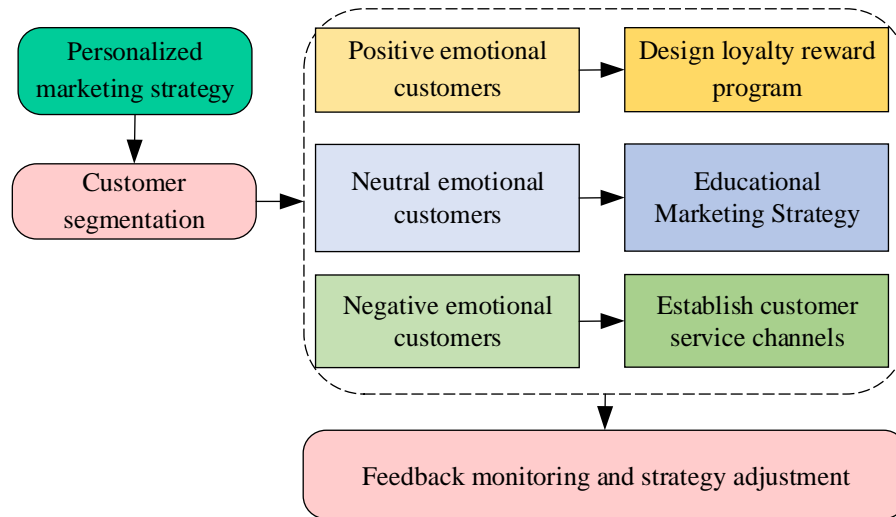 Personalized
marketing strategy
Customer
segmentation
Positive emotional
customers
Design loyalty reward
program
Neutral emotional
customers
Educational
Marketing Strategy
Negative emotional
customers
Establish customer
service channels
Feedback monitoring and strategy adjustment